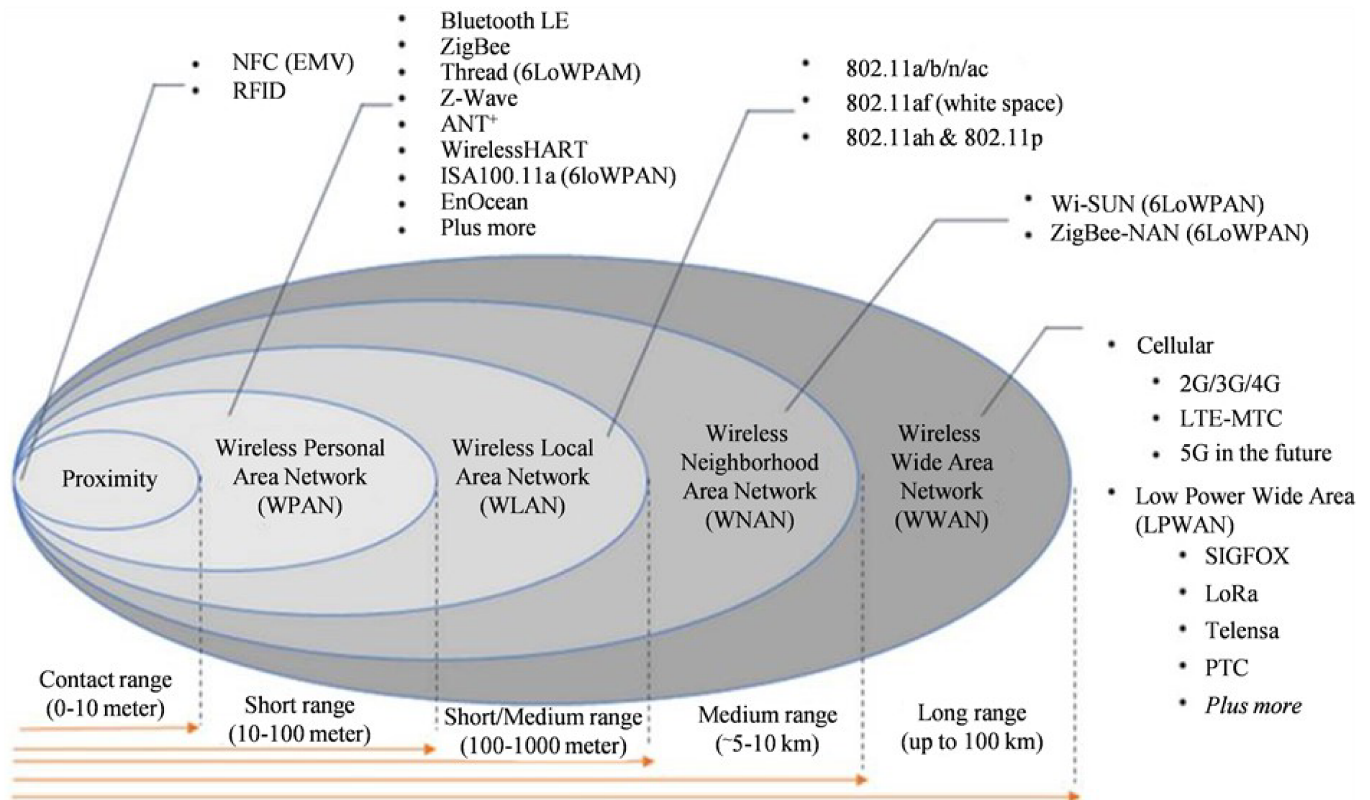 • NFC (EMV)
• RFID
• Bluetooth LE
• ZigBee
• Thread (6LoWPAM)
• Z-Wave
• ANT⁺
• WirelessHART
• ISA100.11a (6loWPAN)
• EnOcean
• Plus more
• 802.11a/b/n/ac
• 802.11af (white space)
• 802.11ah & 802.11p
• Wi-SUN (6LoWPAN)
• ZigBee-NAN (6LoWPAN)
• Cellular
• 2G/3G/4G
• LTE-MTC
• 5G in the future
• Low Power Wide Area
(LPWAN)
• SIGFOX
• LoRa
• Telensa
• PTC
• Plus more
Proximity
Wireless Personal
Area Network
(WPAN)
Wireless Local
Area Network
(WLAN)
Wireless
Neighborhood
Area Network
(WNAN)
Wireless
Wide Area
Network
(WWAN)
Contact range
(0-10 meter)
Short range
(10-100 meter)
Short/Medium range
(100-1000 meter)
Medium range
(~5-10 km)
Long range
(up to 100 km)